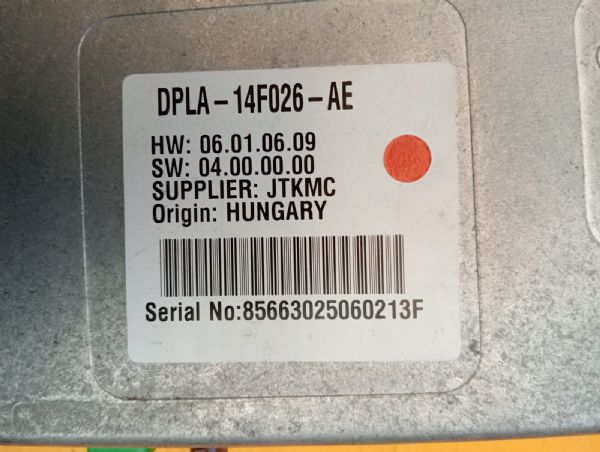 DPLA-14F026-AE
HW: 06.01.06.09
SW: 04.00.00.00
SUPPLIER: JTKMC
Origin: HUNGARY
Serial No:85663025060213F